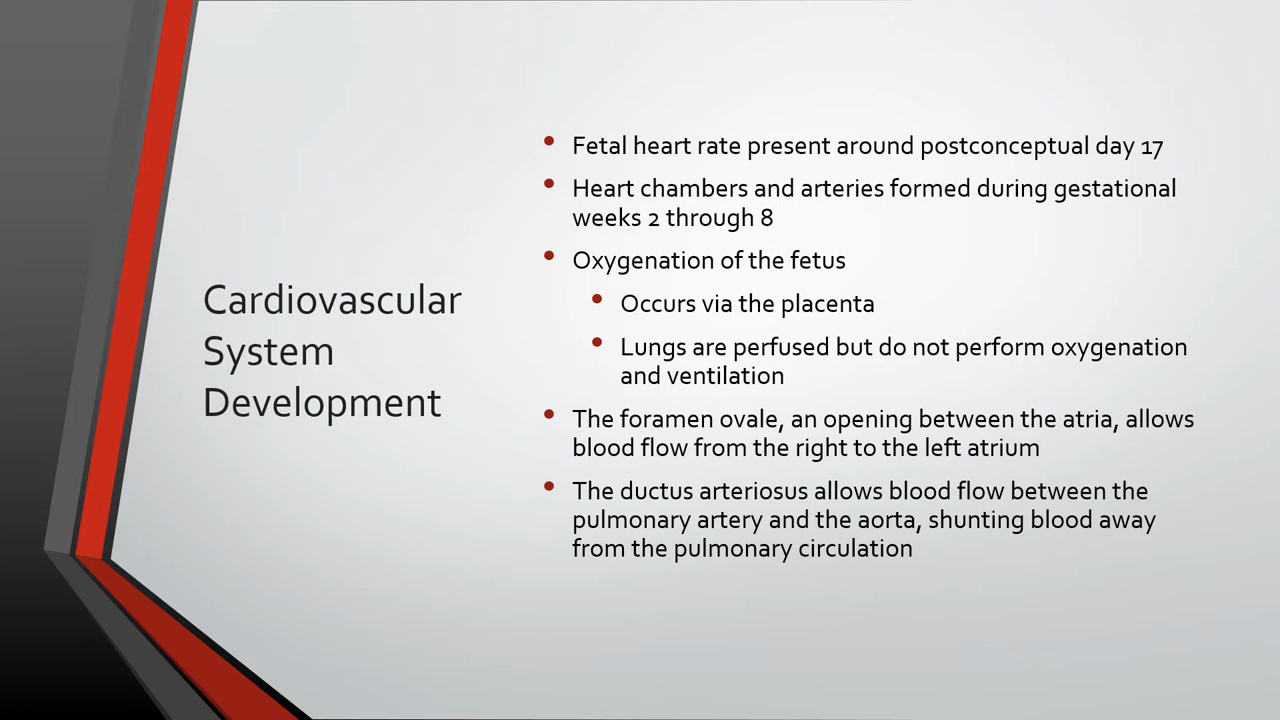 Cardiovascular
System
Development
• Fetal heart rate present around postconceptual day 17
• Heart chambers and arteries formed during gestational
weeks 2 through 8
• Oxygenation of the fetus
• Occurs via the placenta
• Lungs are perfused but do not perform oxygenation
and ventilation
• The foramen ovale, an opening between the atria, allows
blood flow from the right to the left atrium
• The ductus arteriosus allows blood flow between the
pulmonary artery and the aorta, shunting blood away
from the pulmonary circulation